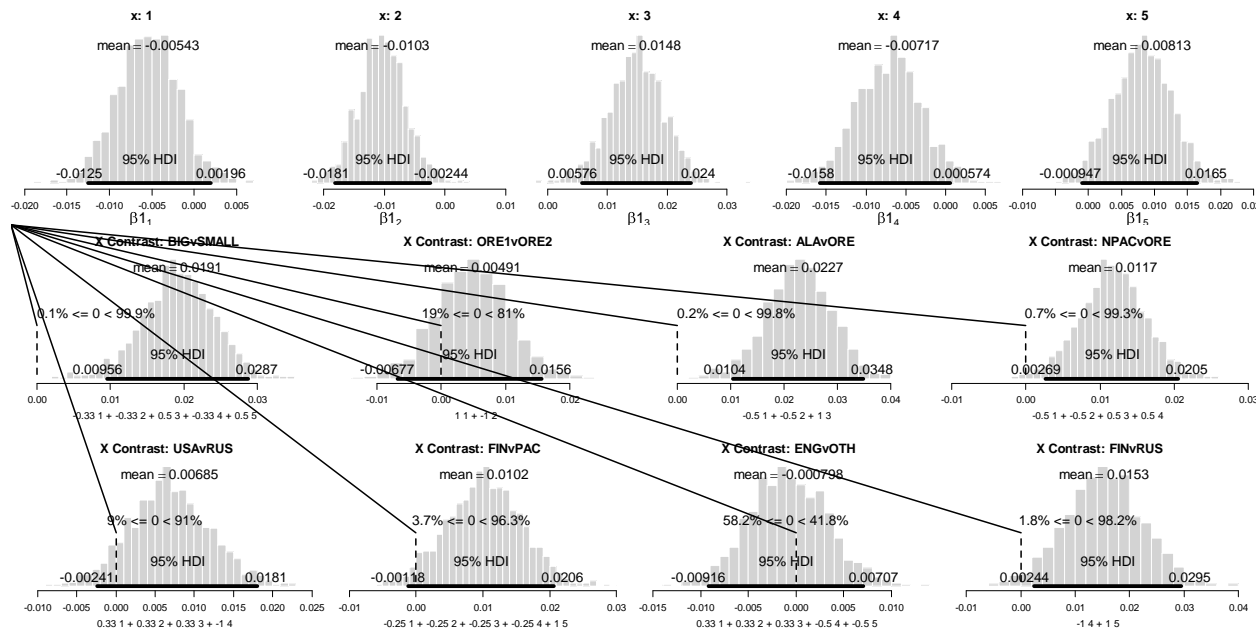 x: 1
mean = -0.00543
95% HDI
-0.0125 0.00196
-0.020 -0.015 -0.010 -0.005 0.000 0.005
β1₁
x: 2
mean = -0.0103
95% HDI
-0.0181 -0.00244
-0.02 -0.01 0.00 0.01
β1₂
x: 3
mean = 0.0148
95% HDI
0.00576 0.024
0.00 0.01 0.02 0.03
β1₃
x: 4
mean = -0.00717
95% HDI
-0.0158 0.000574
-0.020 -0.015 -0.010 -0.005 0.000 0.005
β1₄
x: 5
mean = 0.00813
95% HDI
-0.000947 0.0165
-0.005 0.000 0.005 0.010 0.015 0.020 0.02
β1₅
X Contrast: BIGvSMALL
mean = 0.0191
0.1% <= 0 < 99.9%
95% HDI
0.00956 0.0287
0.00 0.01 0.02 0.03
-0.33 1 + -0.33 2 + 0.5 3 + -0.33 4 + 0.5 5
X Contrast: ORE1vORE2
mean = 0.00491
19% <= 0 < 81%
95% HDI
-0.00677 0.0156
-0.01 0.00 0.01 0.02
1 1 + -1 2
X Contrast: ALAvORE
mean = 0.0227
0.2% <= 0 < 99.8%
95% HDI
0.0104 0.0348
0.00 0.01 0.02 0.03 0.04
-0.5 1 + -0.5 2 + 1 3
X Contrast: NPACvORE
mean = 0.0117
0.7% <= 0 < 99.3%
95% HDI
0.00269 0.0205
-0.01 0.00 0.01 0.02 0.03
-0.5 1 + -0.5 2 + 0.5 3 + 0.5 4
X Contrast: USAvRUS
mean = 0.00685
9% <= 0 < 91%
95% HDI
-0.00241 0.0181
-0.010 0.000 0.005 0.010 0.015 0.020 0.025
0.33 1 + 0.33 2 + 0.33 3 + -1 4
X Contrast: FINvPAC
mean = 0.0102
3.7% <= 0 < 96.3%
95% HDI
-0.00118 0.0206
-0.01 0.00 0.01 0.02 0.03
-0.25 1 + -0.25 2 + -0.25 3 + -0.25 4 + 1 5
X Contrast: ENGvOTH
mean = -0.000798
58.2% <= 0 < 41.8%
95% HDI
-0.00916 0.00707
-0.015 -0.010 -0.005 0.000 0.005 0.010
0.33 1 + 0.33 2 + 0.33 3 + -0.5 4 + -0.5 5
X Contrast: FINvRUS
mean = 0.0153
1.8% <= 0 < 98.2%
95% HDI
0.00244 0.0295
-0.01 0.00 0.01 0.02 0.03 0.04
-1 4 + 1 5